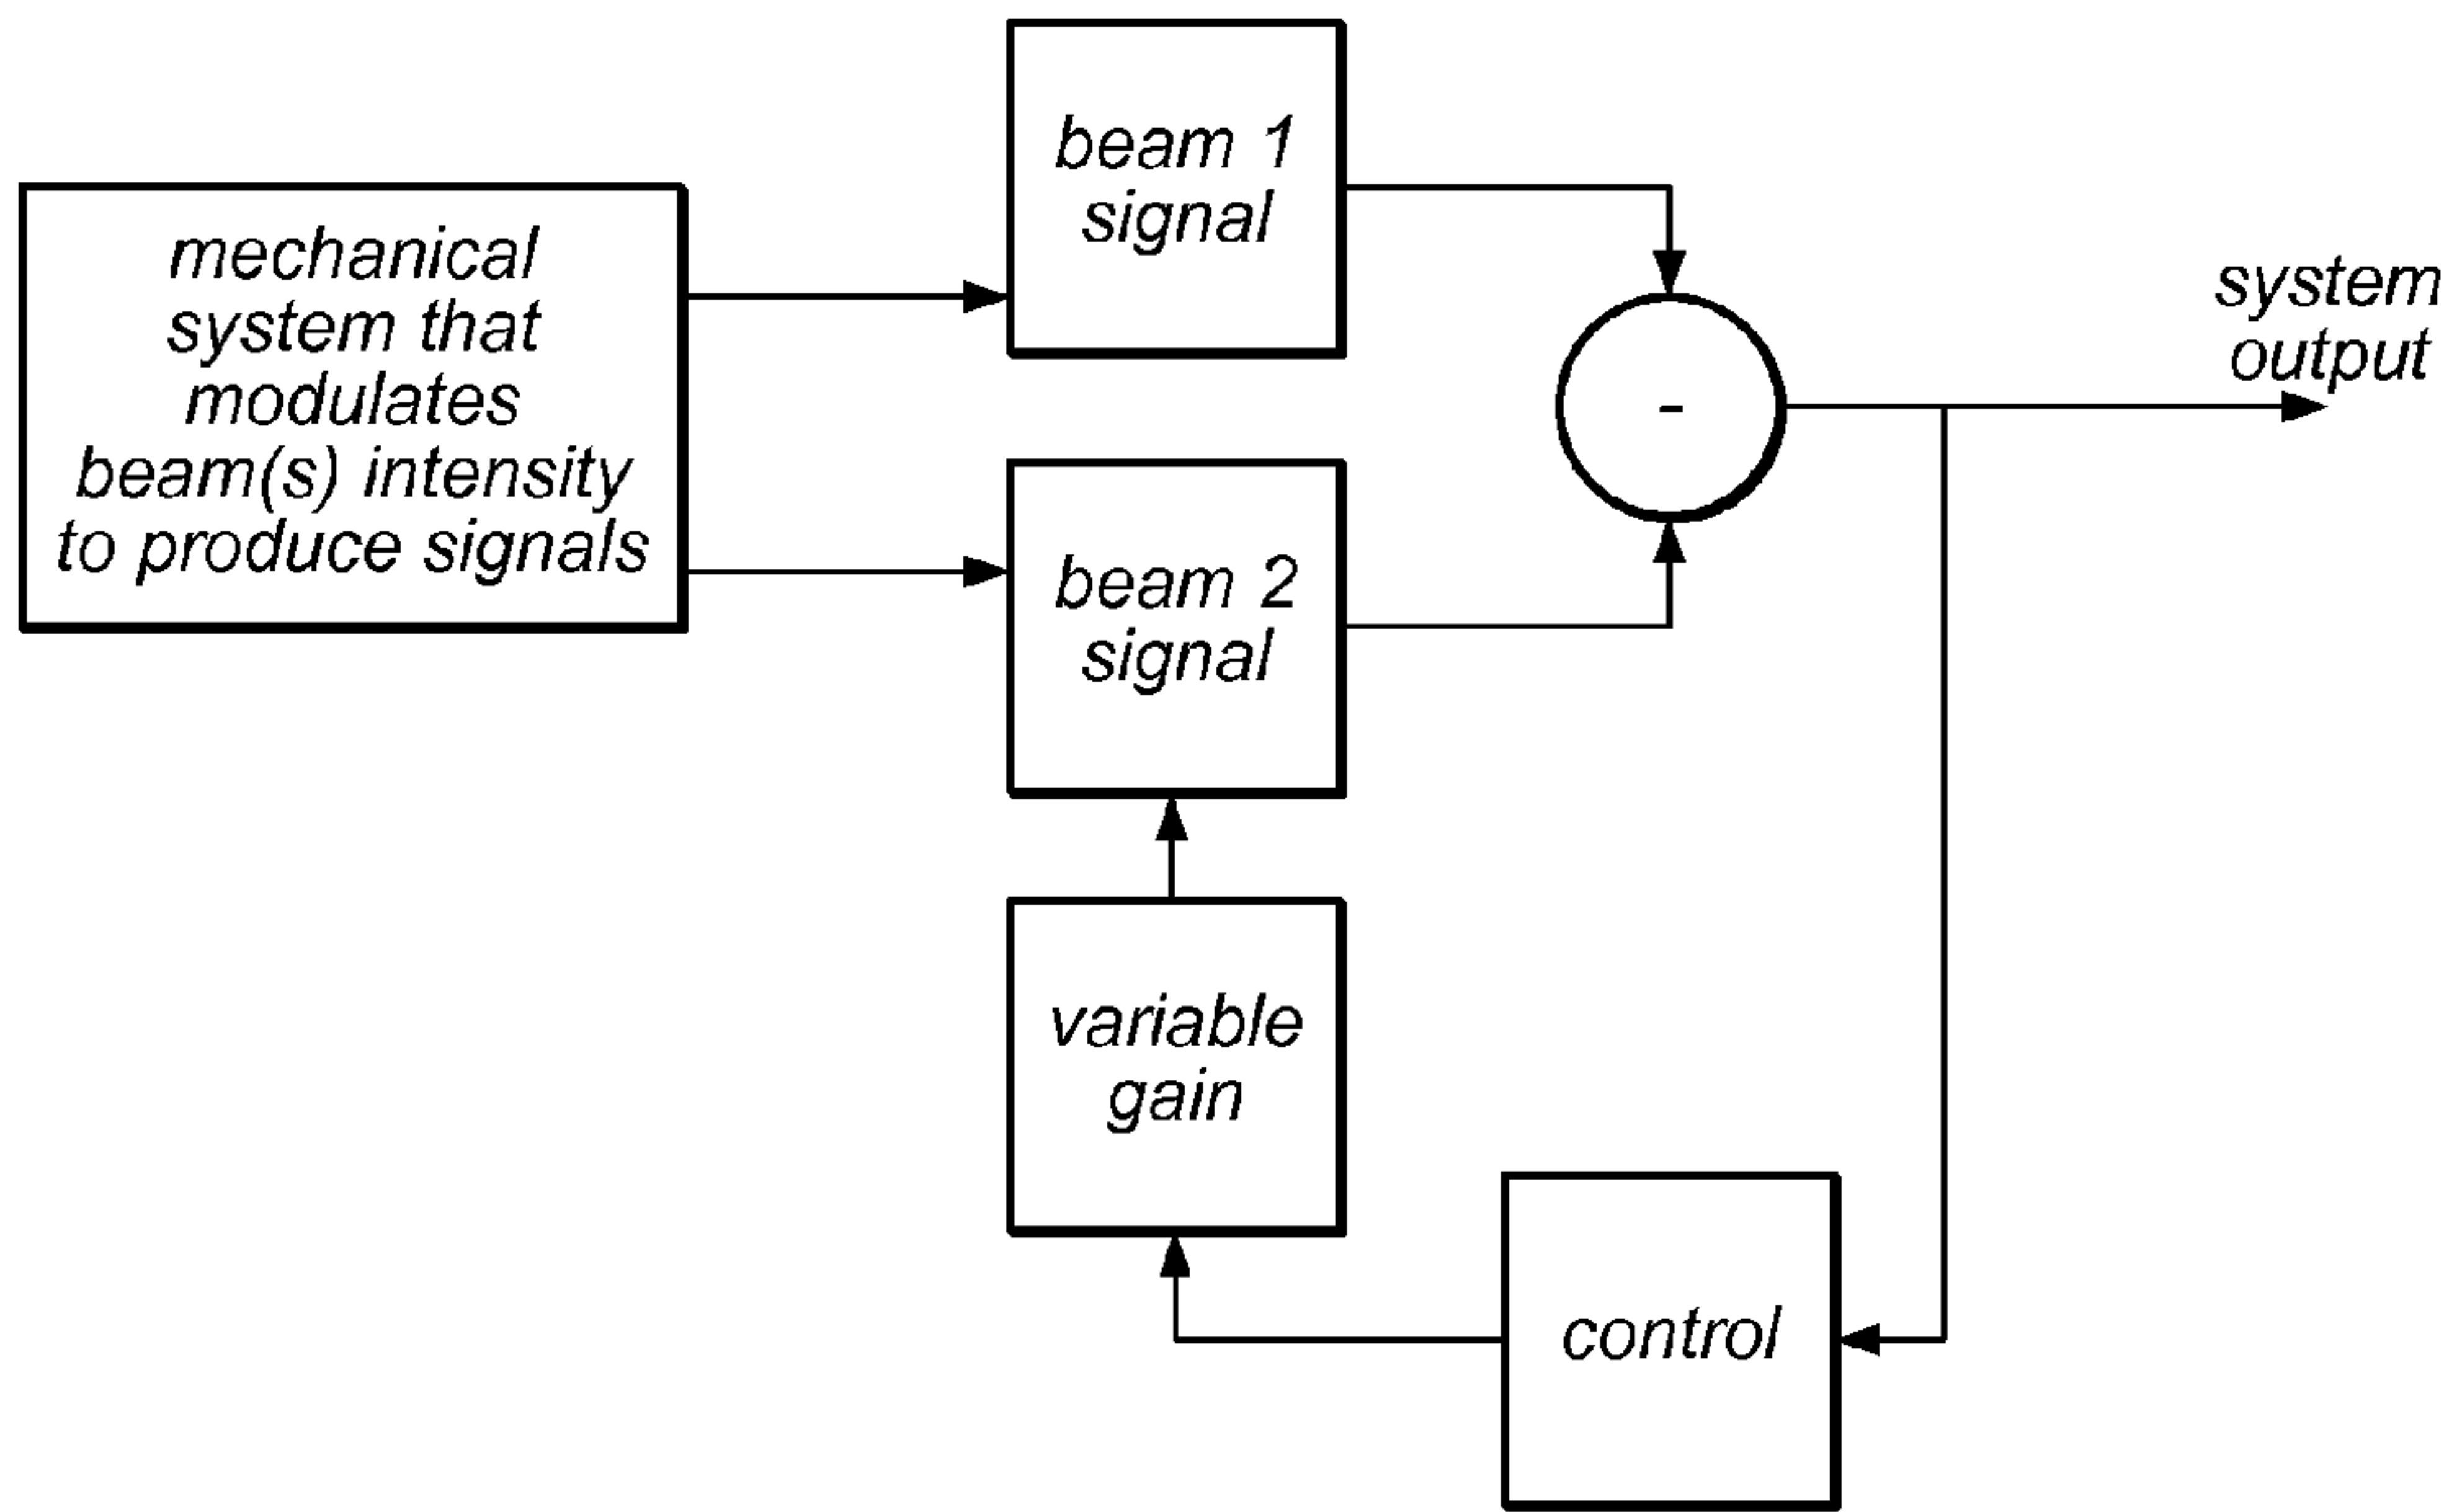 mechanical
system that
modulates
beam(s) intensity
to produce signals
beam 1
signal
beam 2
signal
-
system
output
variable
gain
control